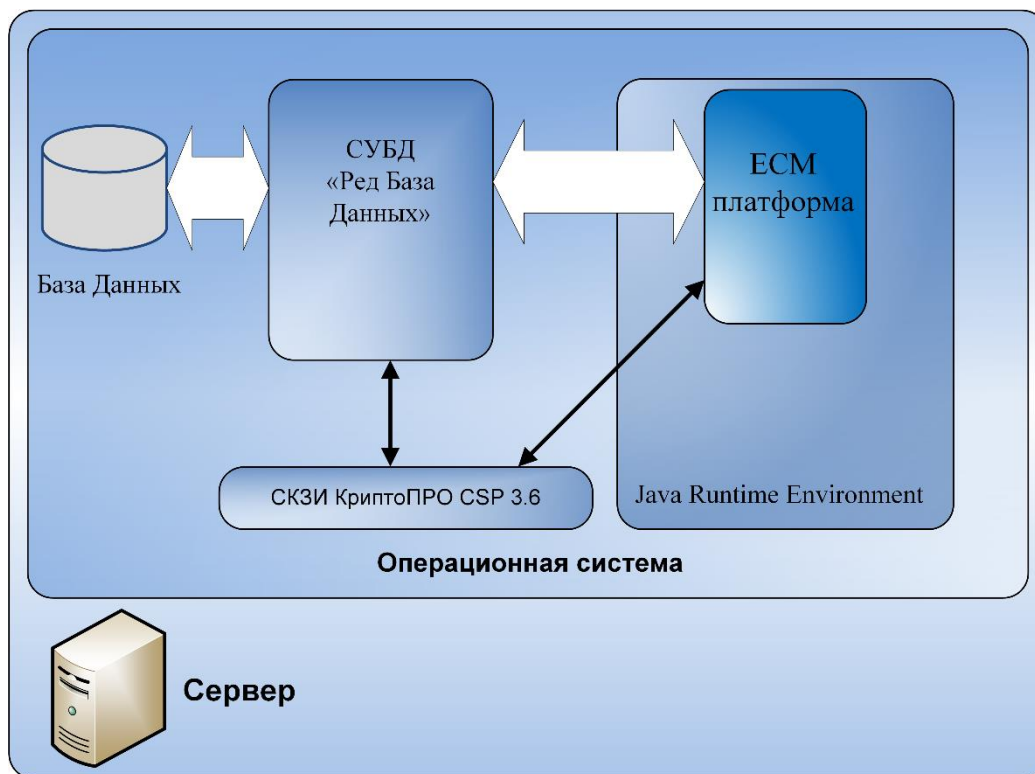 СУБД
«Ред База
Данных»
ECM
платформа
База Данных
СКЗИ КриптоПРО CSP 3.6
Java Runtime Environment
Операционная система
Сервер